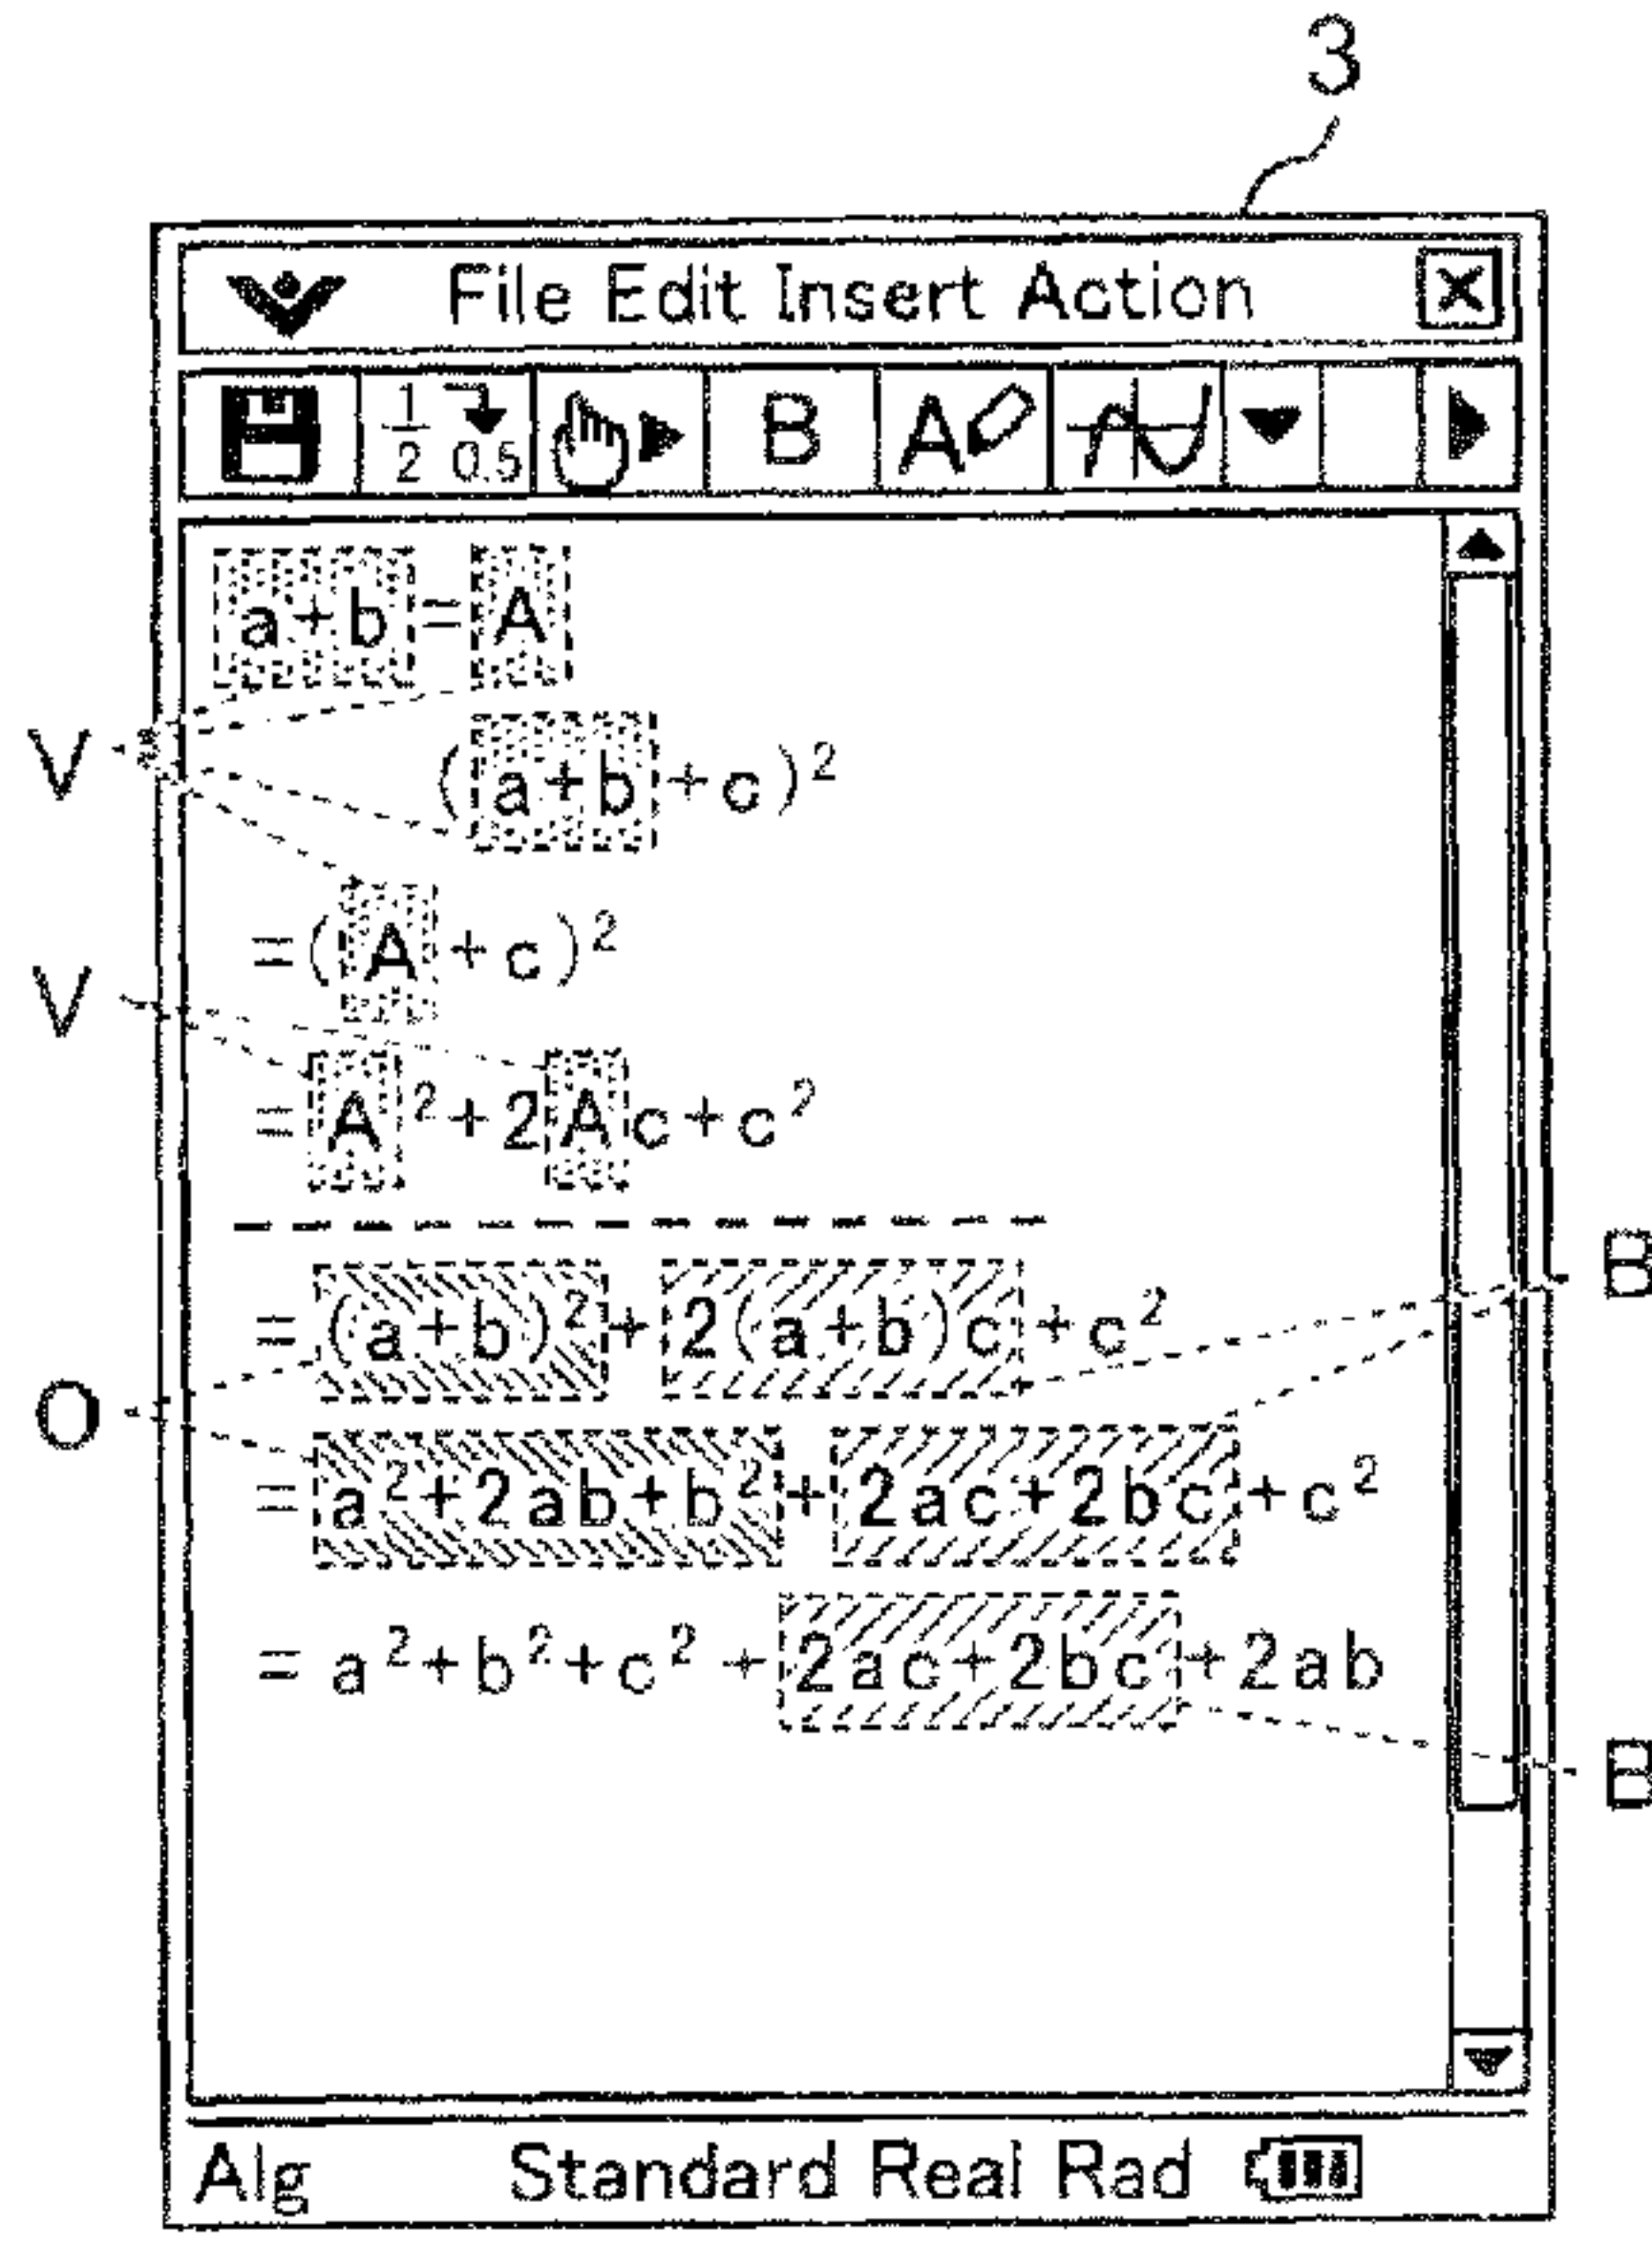 3
File Edit Insert Action
1/2 0.5 B A
a+b=A
V
(a+b+c)²
=(A+c)²
V
=A²+2Ac+c²
=(a+b)²+2(a+b)c+c²
B
O
=a²+2ab+b²+2ac+2bc+c²
=a²+b²+c²+2ac+2bc+2ab
B
Alg Standard Real Rad